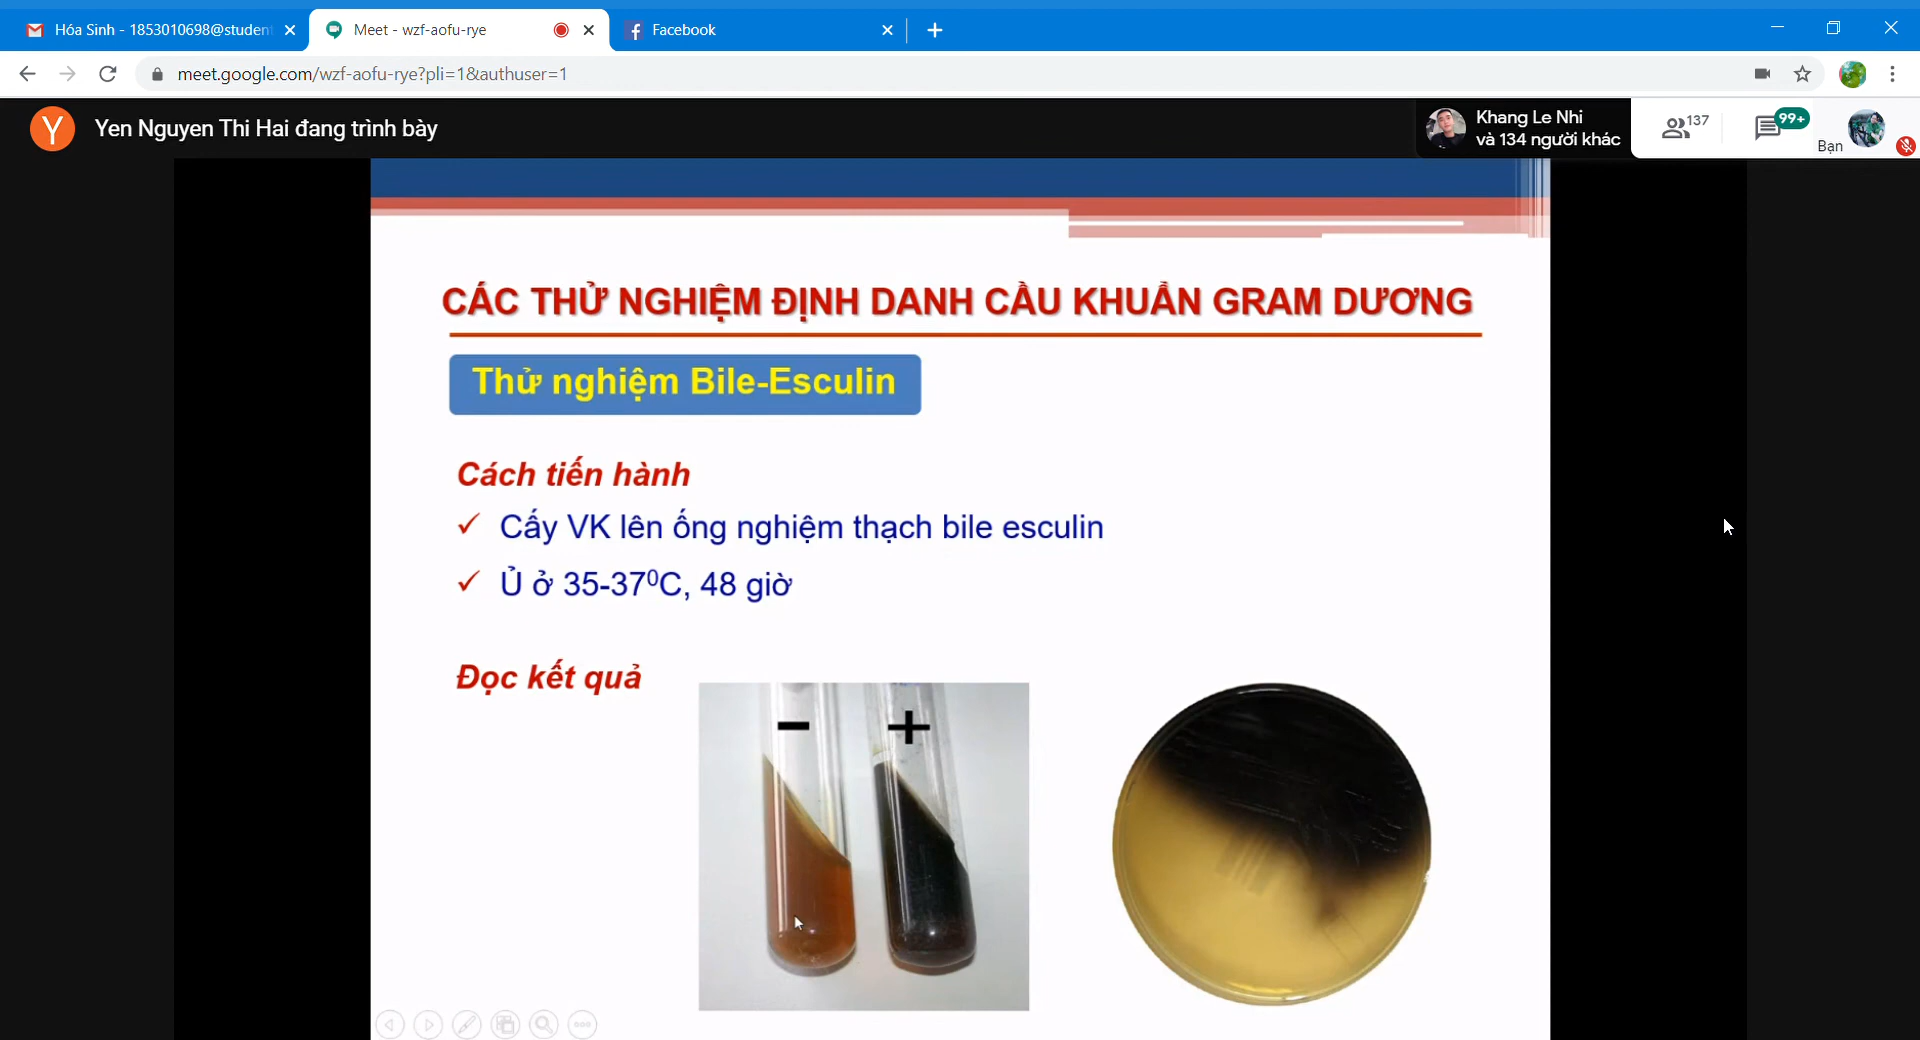 Hóa Sinh - 1853010698@student
Meet - wzf-aofu-rye
Facebook
meet.google.com/wzf-aofu-rye?pli=1&authuser=1
Y
Yen Nguyen Thi Hai đang trình bày
Khang Le Nhi
và 134 người khác
137
99+
Bạn
CÁC THỬ NGHIỆM ĐỊNH DANH CẦU KHUẨN GRAM DƯƠNG
Thử nghiệm Bile-Esculin
Cách tiến hành
✓ Cấy VK lên ống nghiệm thạch bile esculin
✓ Ủ ở 35-37⁰C, 48 giờ
Đọc kết quả
− +